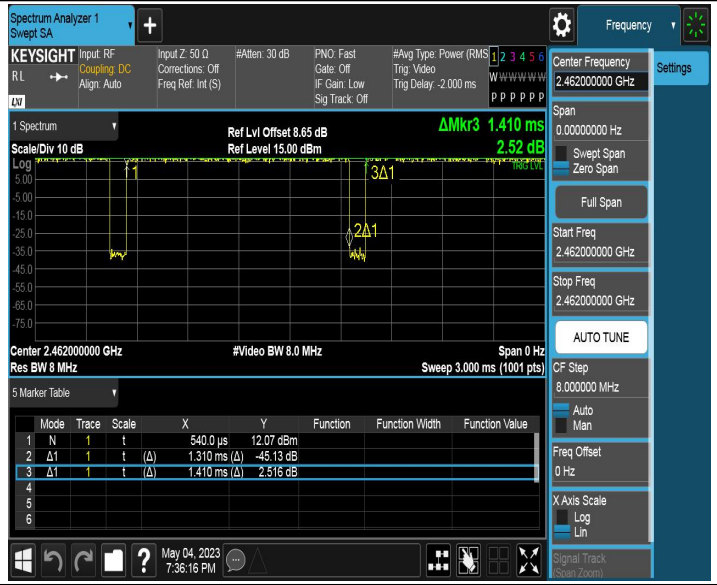 Spectrum Analyzer 1
Swept SA
Frequency
KEYSIGHT
RL
LXI
Input: RF
Coupling: DC
Align: Auto
Input Z: 50 Ω
Corrections: Off
Freq Ref: Int (S)
#Atten: 30 dB
PNO: Fast
Gate: Off
IF Gain: Low
Sig Track: Off
#Avg Type: Power (RMS
Trig: Video
Trig Delay: -2.000 ms
1 2 3 4 5 6
W W W W W W
P P P P P P
Center Frequency
2.462000000 GHz
Settings
Span
0.00000000 Hz
Swept Span
Zero Span
Full Span
Start Freq
2.462000000 GHz
Stop Freq
2.462000000 GHz
AUTO TUNE
CF Step
8.000000 MHz
Auto
Man
Freq Offset
0 Hz
X Axis Scale
Log
Lin
Signal Track
(Span Zoom)
1 Spectrum
Scale/Div 10 dB
Ref Lvl Offset 8.65 dB
Ref Level 15.00 dBm
ΔMkr3 1.410 ms
2.52 dB
Log
TRIG LVL
1
3Δ1
2Δ1
5.00
-5.00
-15.0
-25.0
-35.0
-45.0
-55.0
-65.0
-75.0
Center 2.462000000 GHz
#Video BW 8.0 MHz
Span 0 Hz
Res BW 8 MHz
Sweep 3.000 ms (1001 pts)
5 Marker Table
Mode Trace Scale X Y Function Function Width Function Value
1 N 1 t 540.0 µs 12.07 dBm
2 Δ1 1 t (Δ) 1.310 ms (Δ) -45.13 dB
3 Δ1 1 t (Δ) 1.410 ms (Δ) 2.516 dB
4
5
6
?
May 04, 2023
7:36:16 PM